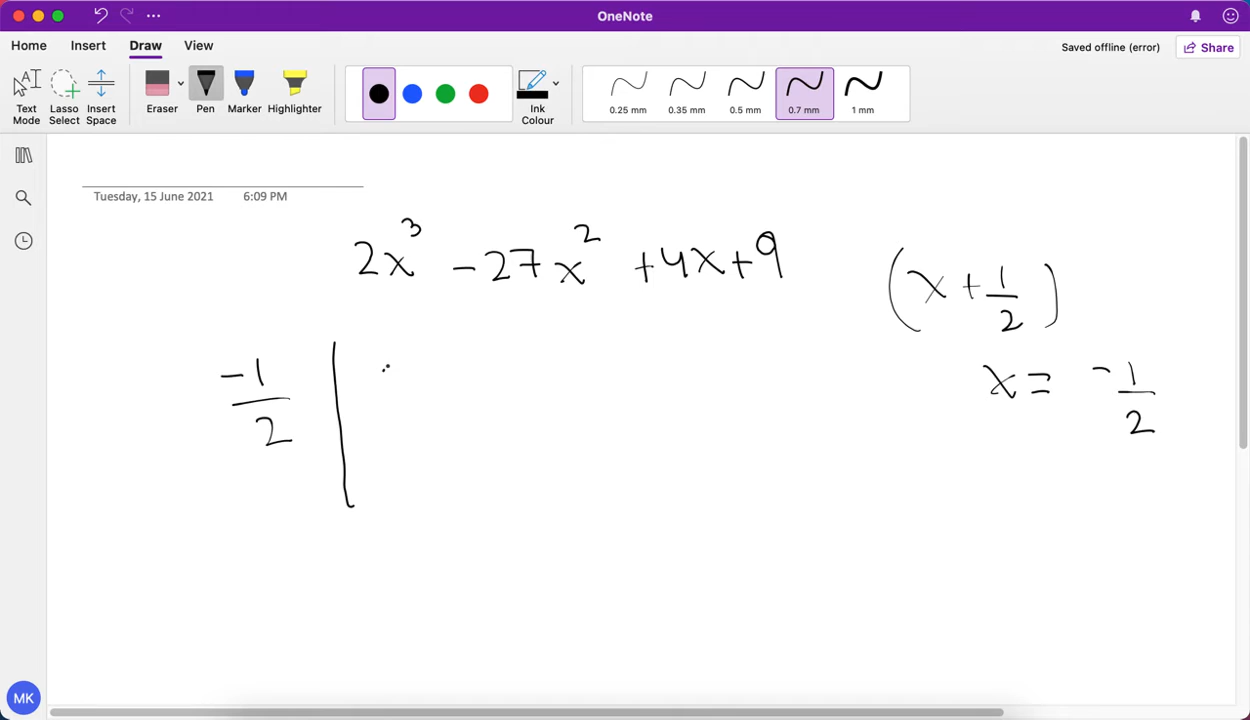 OneNote
Home Insert Draw View
Saved offline (error) Share
Text Mode Lasso Select Insert Space Eraser Pen Marker Highlighter Ink Colour 0.25 mm 0.35 mm 0.5 mm 0.7 mm 1 mm
Tuesday, 15 June 2021 6:09 PM
2x³ - 27x² + 4x + 9
(x + 1/2)
-1/2
x = -1/2
MK